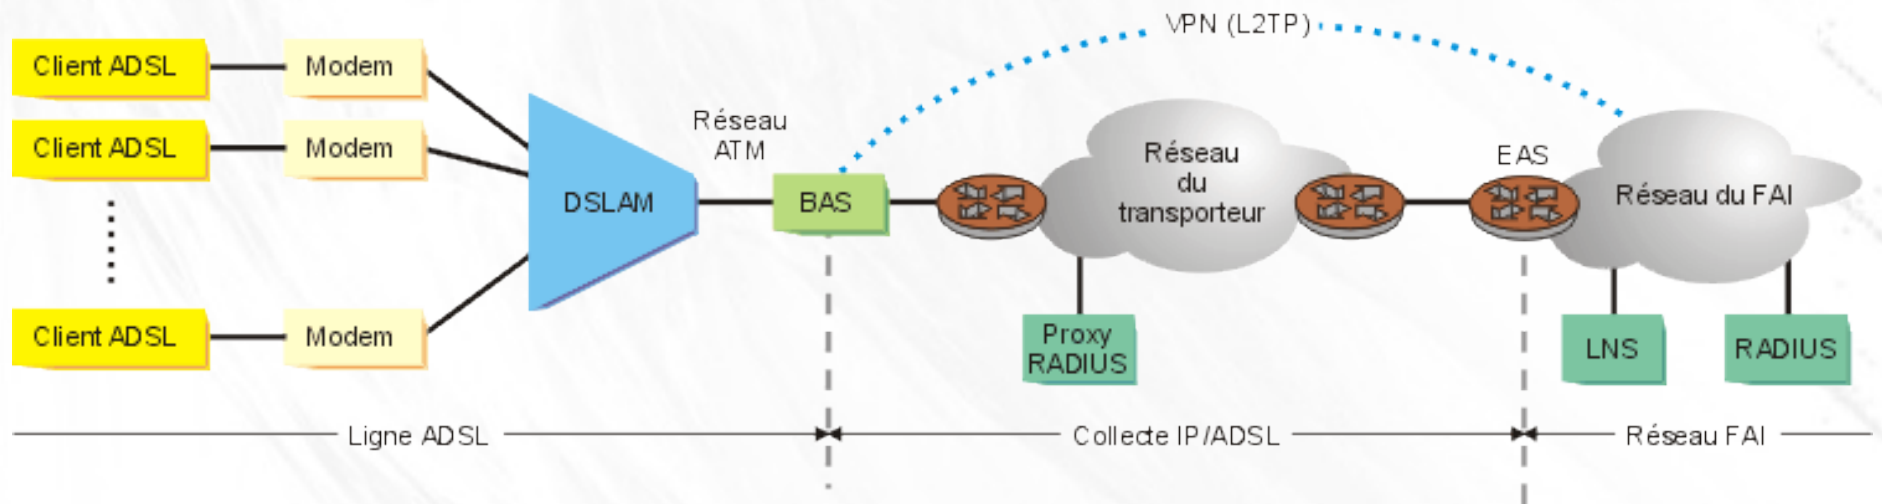 VPN (L2TP)
Client ADSL
Modem
Client ADSL
Modem
Client ADSL
Modem
DSLAM
Réseau
ATM
BAS
Réseau
du
transporteur
EAS
Réseau du FAI
Proxy
RADIUS
LNS
RADIUS
Ligne ADSL
Collecte IP/ADSL
Réseau FAI